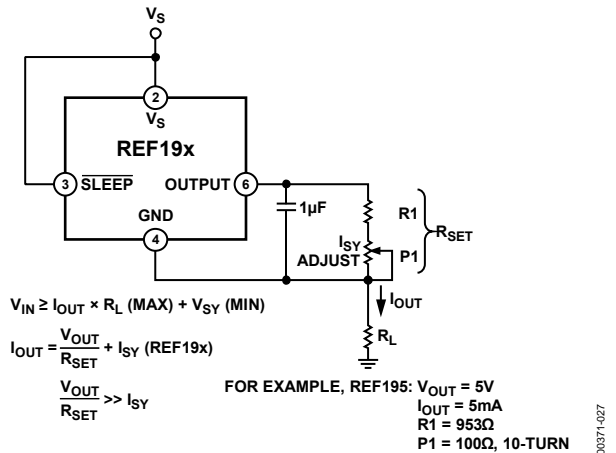 V_S
2
V_S
REF19x
3 SLEEP OUTPUT 6
GND
4
1µF
I_SY
ADJUST
R1
P1
R_SET
I_OUT
R_L
V_IN ≥ I_OUT × R_L (MAX) + V_SY (MIN)
I_OUT = V_OUT / R_SET + I_SY (REF19x)
V_OUT / R_SET >> I_SY
FOR EXAMPLE, REF195: V_OUT = 5V
I_OUT = 5mA
R1 = 953Ω
P1 = 100Ω, 10-TURN
00371-027